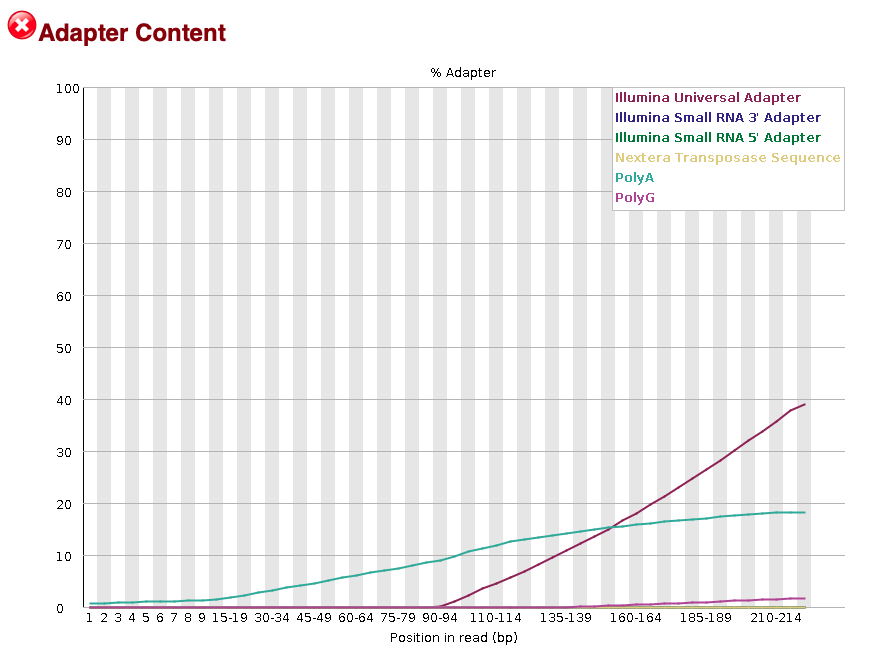 Adapter Content
% Adapter
100
90
80
70
60
50
40
30
20
10
0
Illumina Universal Adapter
Illumina Small RNA 3' Adapter
Illumina Small RNA 5' Adapter
Nextera Transposase Sequence
PolyA
PolyG
1 2 3 4 5 6 7 8 9 15-19 30-34 45-49 60-64 75-79 90-94 110-114 135-139 160-164 185-189 210-214
Position in read (bp)